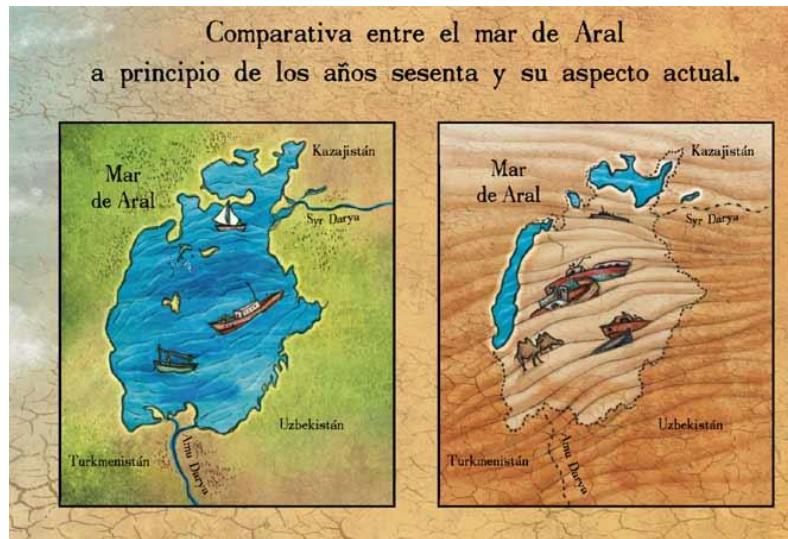 Comparativa entre el mar de Aral
a principio de los años sesenta y su aspecto actual.
Mar
de Aral
Kazajistán
Syr Darya
Uzbekistán
Turkmenistán
Amu Darya
Mar
de Aral
Kazajistán
Syr Darya
Uzbekistán
Turkmenistán
Amu Darya